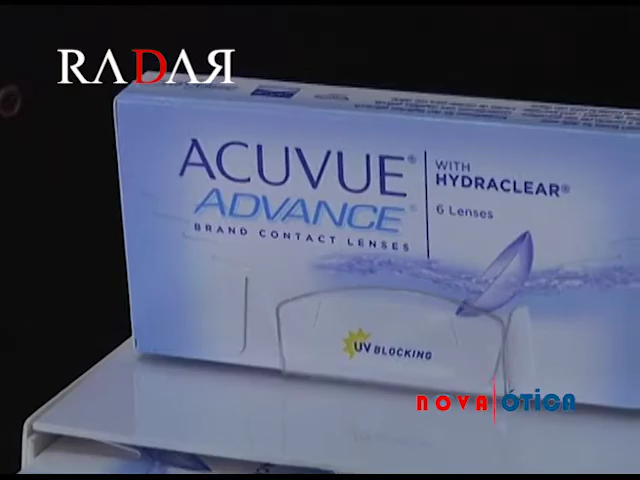 RADAR
ACUVUE®
ADVANCE®
BRAND CONTACT LENSES
WITH
HYDRACLEAR®
6 Lenses
UV BLOCKING
NOVA ÓTICA